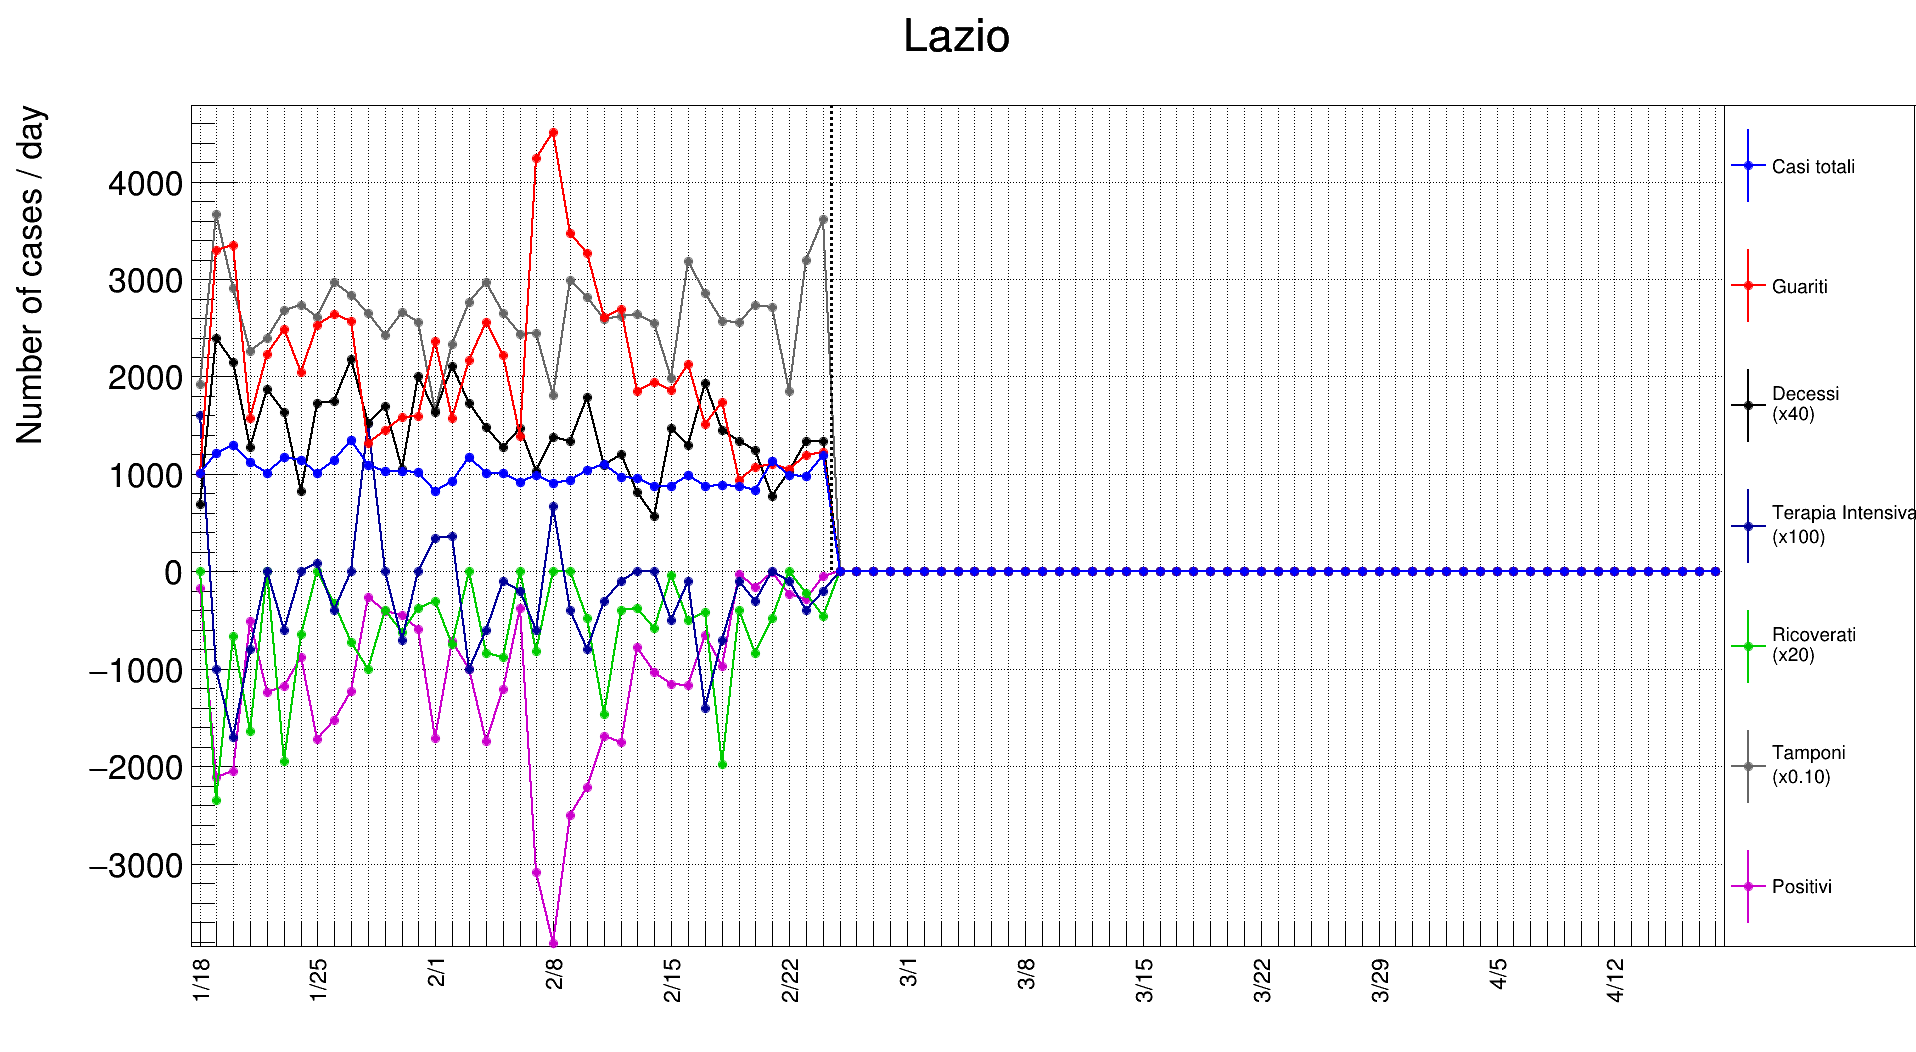 Lazio
Number of cases / day
4000
3000
2000
1000
0
−1000
−2000
−3000
1/18
1/25
2/1
2/8
2/15
2/22
3/1
3/8
3/15
3/22
3/29
4/5
4/12
Casi totali
Guariti
Decessi
(x40)
Terapia Intensiva
(x100)
Ricoverati
(x20)
Tamponi
(x0.10)
Positivi